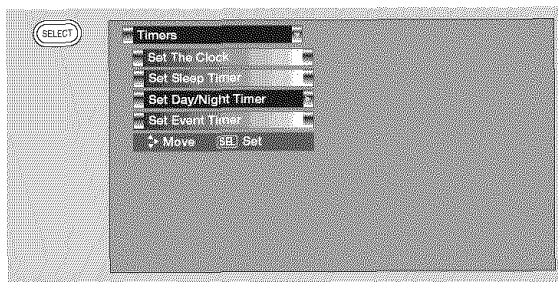 SELECT
Timers
Set The Clock
Set Sleep Timer
Set Day/Night Timer
Set Event Timer
Move SEL Set